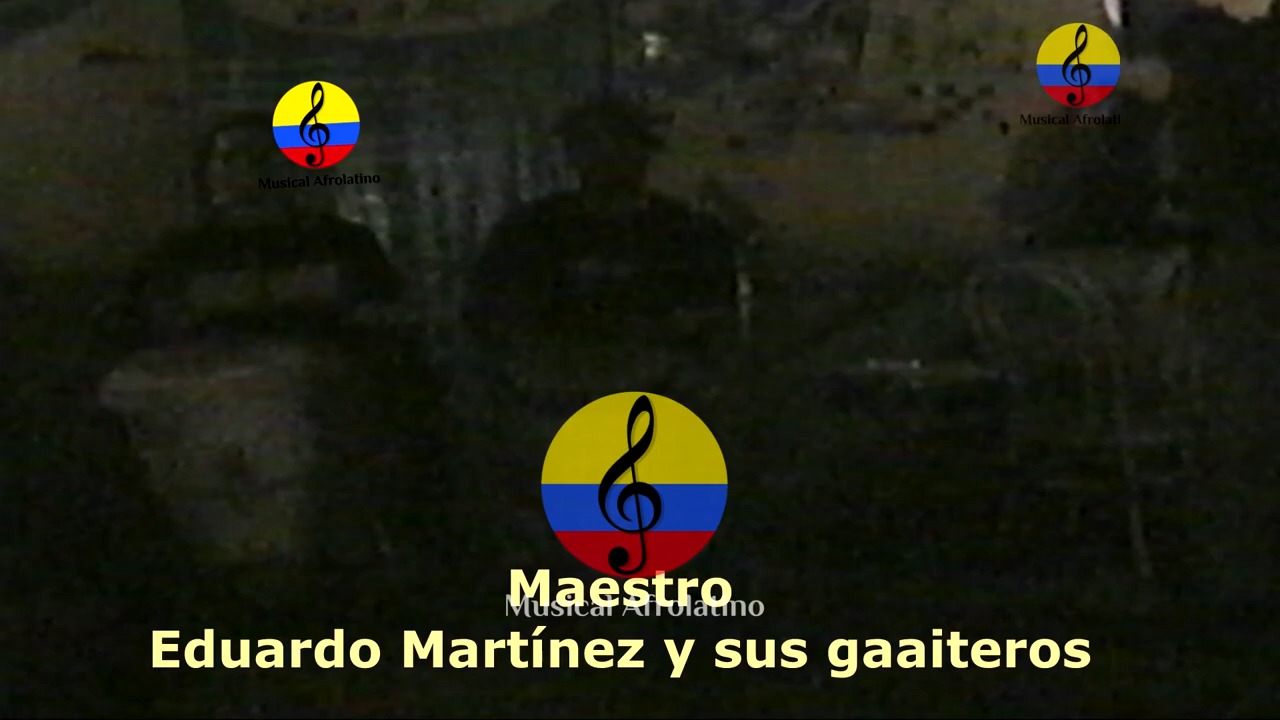 Musical Afrolati
Musical Afrolatino
Maestro
Musical Afrolatino
Eduardo Martínez y sus gaaiteros